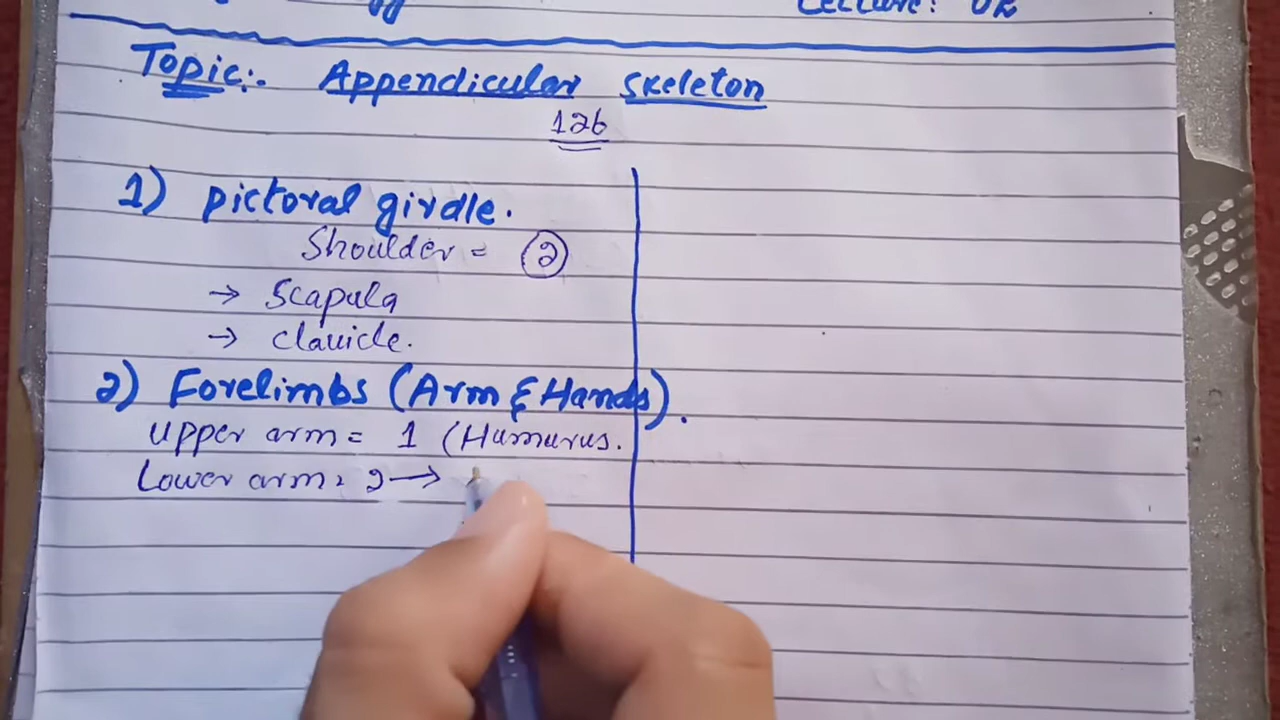 Lecture: 02
Topic:. Appendicular skeleton
126
1) pictoral girdle.
Shoulder = 2
→ Scapula
→ clavicle.
2) Forelimbs (Arm & Hands).
Upper arm = 1 (Humurus.
Lower arm = 2 →